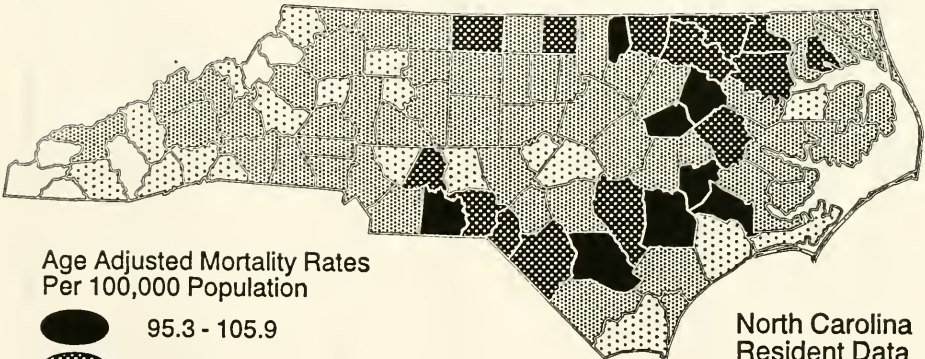 Age Adjusted Mortality Rates
Per 100,000 Population
95.3 - 105.9
North Carolina
Resident Data